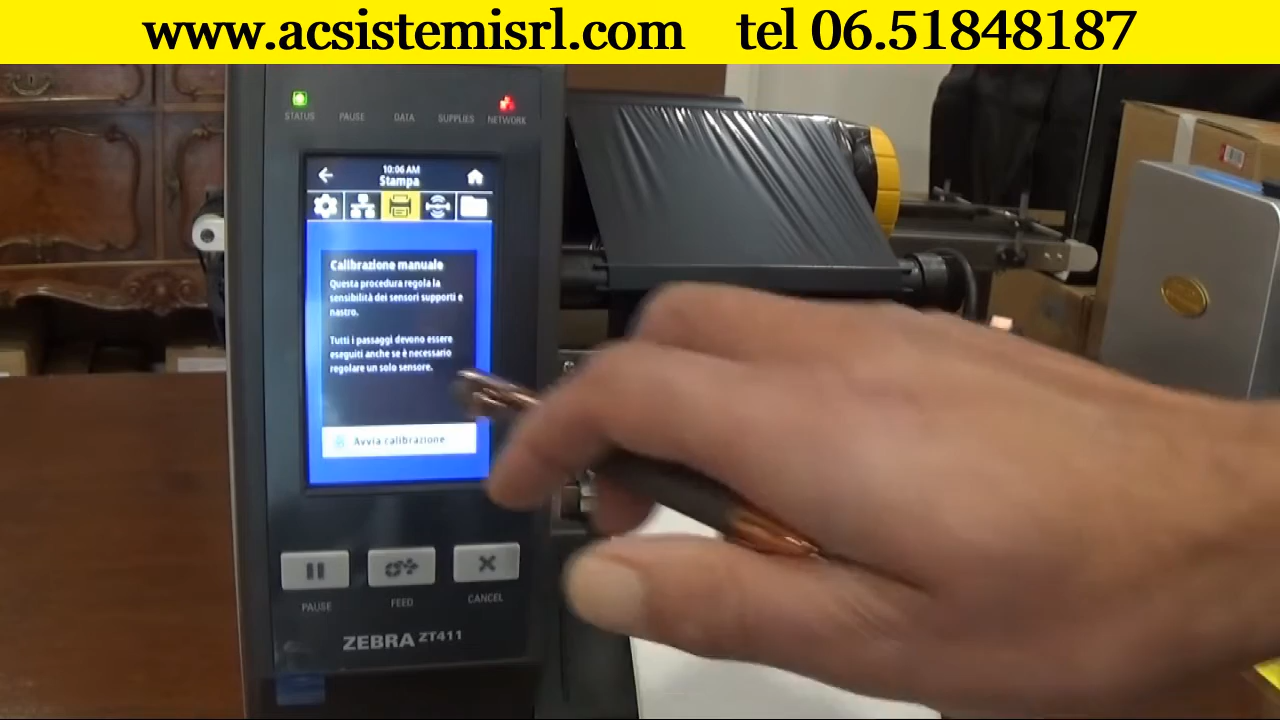 www.acsistemisrl.com tel 06.51848187
STATUS PAUSE DATA SUPPLIES NETWORK
10:06 AM
Stampa
Calibrazione manuale
Questa procedura regola la
sensibilità dei sensori supporti e
nastro.
Tutti i passaggi devono essere
eseguiti anche se è necessario
regolare un solo sensore.
Avvia calibrazione
PAUSE FEED CANCEL
ZEBRA ZT411